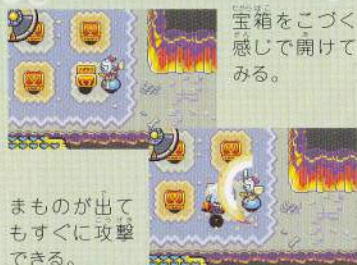 宝箱をこづく
感じで開けて
みる。
まものが出て
もすぐに攻撃
できる。